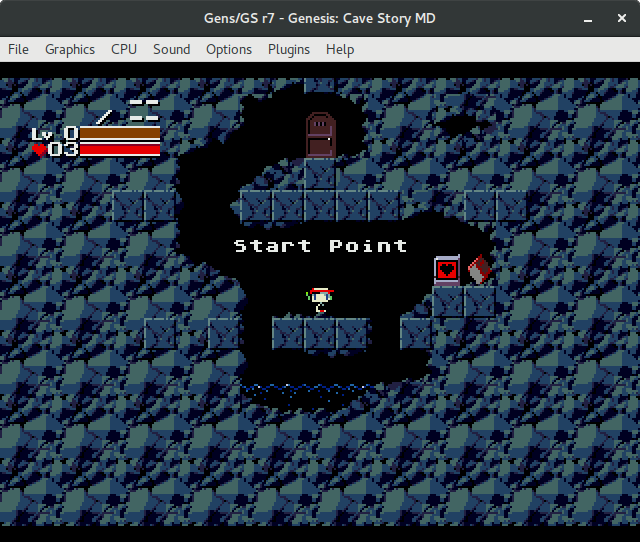 Gens/GS r7 - Genesis: Cave Story MD
File Graphics CPU Sound Options Plugins Help
-- 
/ --
Lv 0
03
Start Point